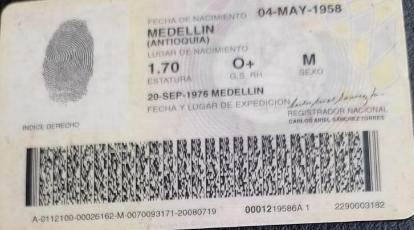 FECHA DE NACIMIENTO 04-MAY-1958
MEDELLIN
(ANTIOQUIA)
LUGAR DE NACIMIENTO
1.70 O+ M
ESTATURA G.S. RH SEXO
20-SEP-1976 MEDELLIN
FECHA Y LUGAR DE EXPEDICION
REGISTRADOR NACIONAL
CARLOS ARIEL SÁNCHEZ TORRES
INDICE DERECHO
A-0112100-00026162-M-0070093171-20080719 0001219586A 1 2290003182